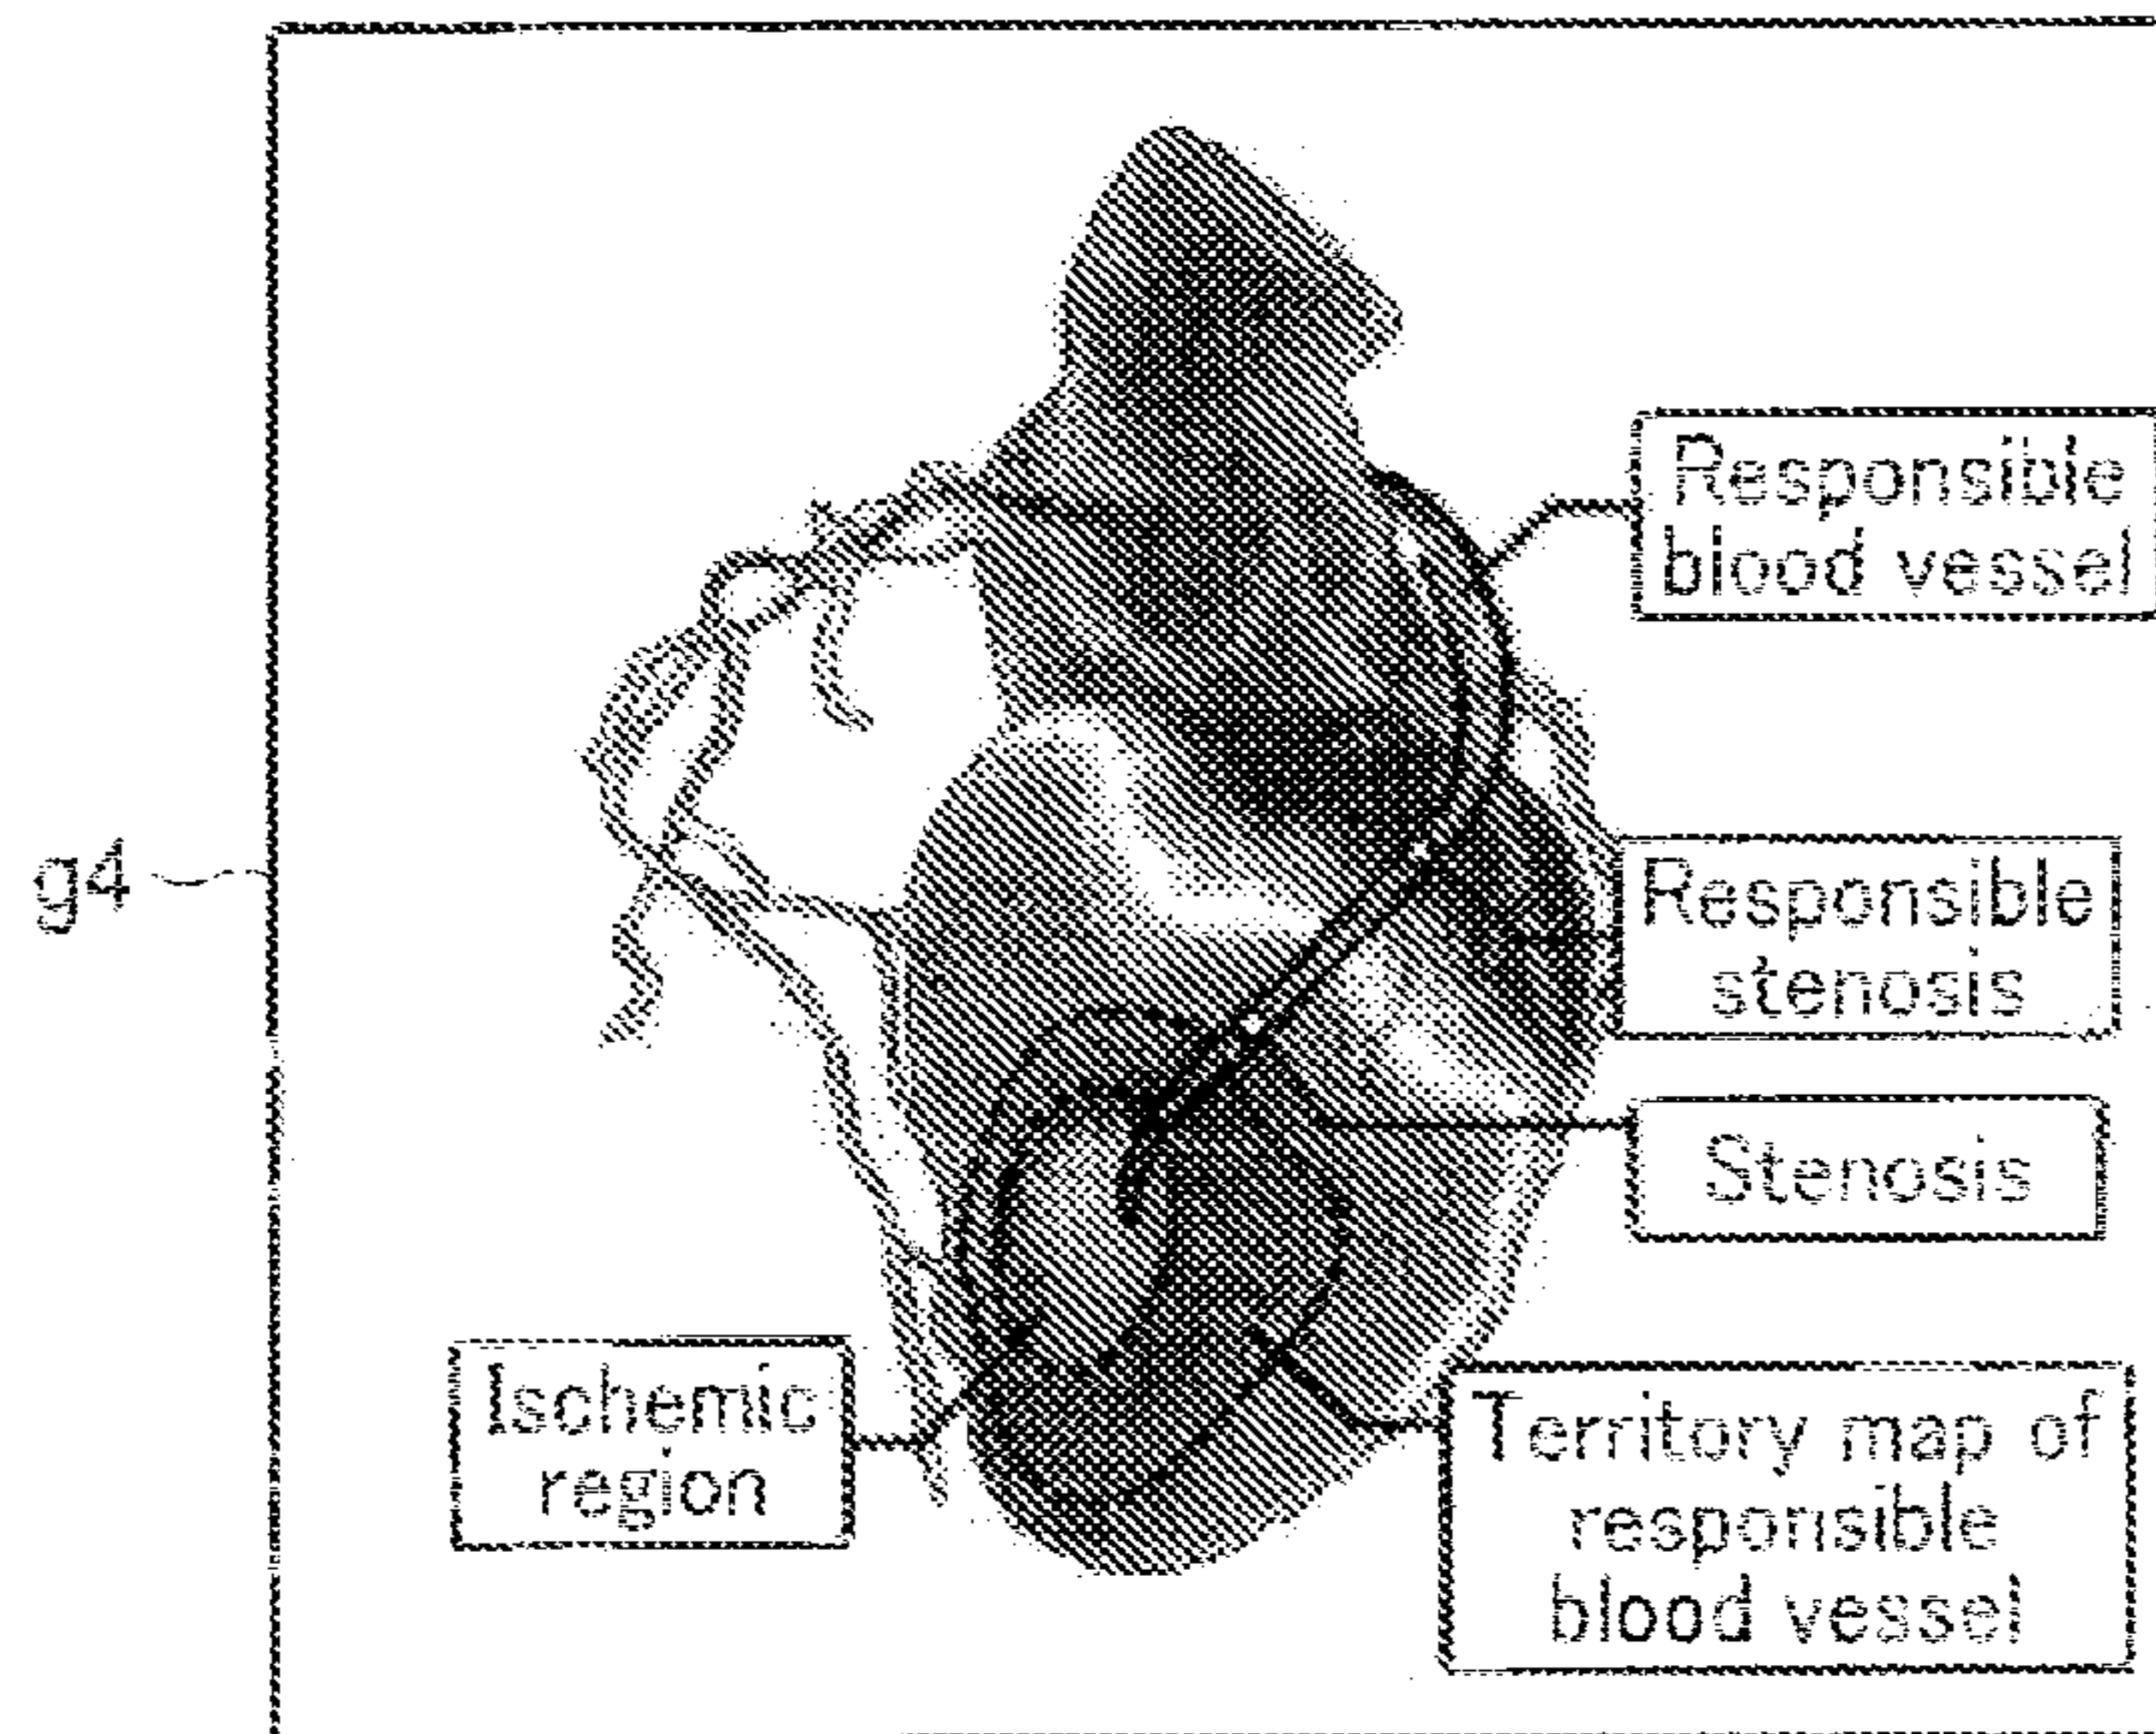 Responsible
blood vessel
g4
Responsible
stenosis
Stenosis
Ischemic
region
Territory map of
responsible
blood vessel